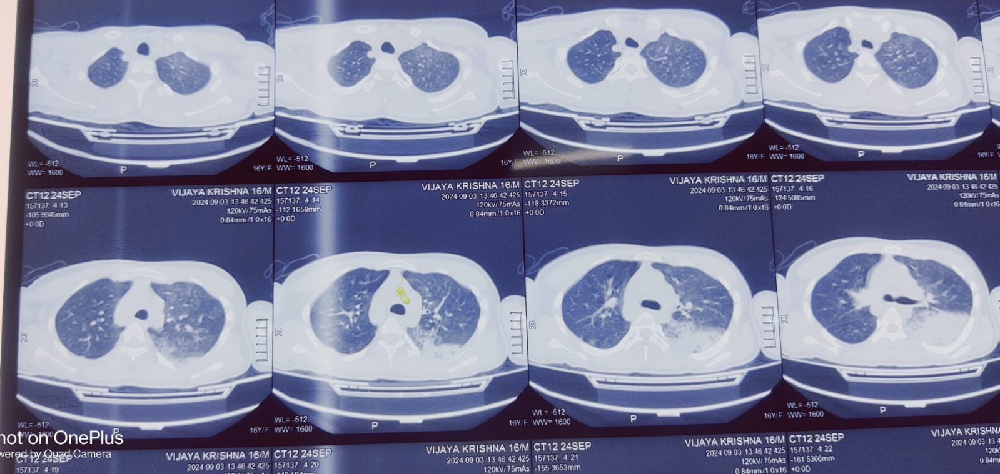 R
R
R
R
R
WL= -512
WW= 1600
P
16Y/F
WL= -512
WW= 1600
P
16Y/F
WL= -512
WW= 1600
P
16Y/F
WL= -512
WW= 1600
P
16Y/F
CT12 24SEP
157137: 4:13
-105.9945mm
+0.0D
VIJAYA KRISHNA 16/M
2024.09.03 13:46:42.425
120kV/75mAs
0.84mm/1.0x16
CT12 24SEP
157137: 4:14
-112.1659mm
+0.0D
VIJAYA KRISHNA 16/M
2024.09.03 13:46:42.425
120kV/75mAs
0.84mm/1.0x16
CT12 24SEP
157137: 4:15
-118.3372mm
+0.0D
VIJAYA KRISHNA 16/M
2024.09.03 13:46:42.425
120kV/75mAs
0.84mm/1.0x16
CT12 24SEP
157137: 4:16
-124.5085mm
+0.0D
VIJAYA KRISHNA 16/M
2024.09.03 13:46:42.425
120kV/75mAs
0.84mm/1.0x16
R
R
R
R
WL= -512
WW= 1600
P
16Y/F
WL= -512
WW= 1600
P
16Y/F
WL= -512
WW= 1600
P
16Y/F
WL= -512
WW= 1600
P
hot on OnePlus
wered by Quad Camera
CT12 24SEP
157137: 4:19
VIJAYA KRISHNA 16/M
2024.09.03 13:46:42.425
CT12 24SEP
157137: 4:20
VIJAYA KRISHNA 16/M
2024.09.03 13:46:42.425
120kV/75mAs
CT12 24SEP
157137: 4:21
-155.3653mm
VIJAYA KRISHNA 16/M
2024.09.03 13:46:42.425
120kV/75mAs
0.84mm/1.0x16
CT12 24SEP
157137: 4:22
-161.5366mm
+0.0D
VIJAYA KRISHNA
2024.09.03 13:4
120k
0.84m